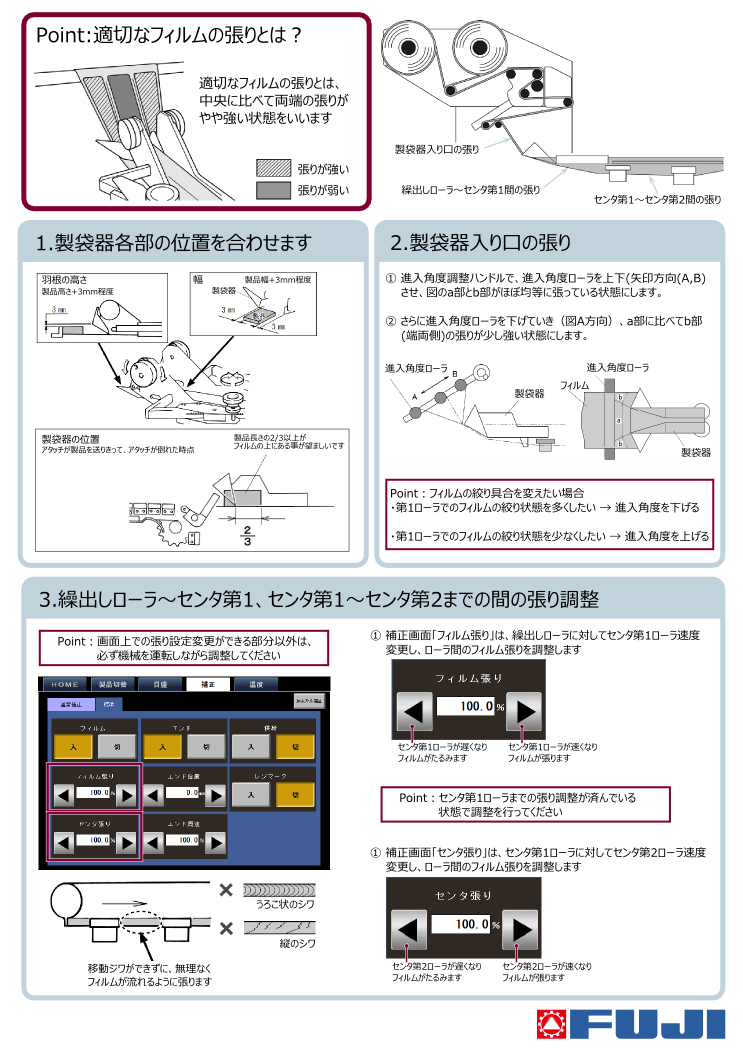 Point:適切なフィルムの張りとは？
適切なフィルムの張りとは、
中央に比べて両端の張りが
やや強い状態をいいます
張りが強い
張りが弱い
製袋器入り口の張り
繰出しローラ～センタ第1間の張り
センタ第1～センタ第2間の張り
1.製袋器各部の位置を合わせます
羽根の高さ
製品高さ+3mm程度
3 mm
幅
製品幅+3mm程度
製袋器
3 mm
3 mm
製袋器の位置
アタッチが製品を送りきって、アタッチが倒れた時点
製品長さの2/3以上が
フィルムの上にある事が望ましいです
2
3
2.製袋器入り口の張り
① 進入角度調整ハンドルで、進入角度ローラを上下(矢印方向(A,B)
させ、図のa部とb部がほぼ均等に張っている状態にします。
② さらに進入角度ローラを下げていき（図A方向）、a部に比べてb部
(端両側)の張りが少し強い状態にします。
進入角度ローラ
B
A
製袋器
進入角度ローラ
フィルム
b
a
b
製袋器
Point：フィルムの絞り具合を変えたい場合
・第1ローラでのフィルムの絞り状態を多くしたい → 進入角度を下げる
・第1ローラでのフィルムの絞り状態を少なくしたい → 進入角度を上げる
3.繰出しローラ～センタ第1、センタ第1～センタ第2までの間の張り調整
Point：画面上での張り設定変更ができる部分以外は、
必ず機械を運転しながら調整してください
HOME
製品切替
目盛
補正
温度
通常補正
フィルム
エンド
入
切
入
切
入
切
フィルム張り
エンド位置
レジマーク
100.0%
0.0mm
入
切
センタ張り
エンド周速
100.0%
100.0%
うろこ状のシワ
縦のシワ
移動ジワができずに、無理なく
フィルムが流れるように張ります
① 補正画面「フィルム張り」は、繰出しローラに対してセンタ第1ローラ速度
変更し、ローラ間のフィルム張りを調整します
フィルム張り
100.0%
センタ第1ローラが遅くなり
フィルムがたるみます
センタ第1ローラが速くなり
フィルムが張ります
Point：センタ第1ローラまでの張り調整が済んでいる
状態で調整を行ってください
① 補正画面「センタ張り」は、センタ第1ローラに対してセンタ第2ローラ速度
変更し、ローラ間のフィルム張りを調整します
センタ張り
100.0%
センタ第2ローラが遅くなり
フィルムがたるみます
センタ第2ローラが速くなり
フィルムが張ります
FUJI